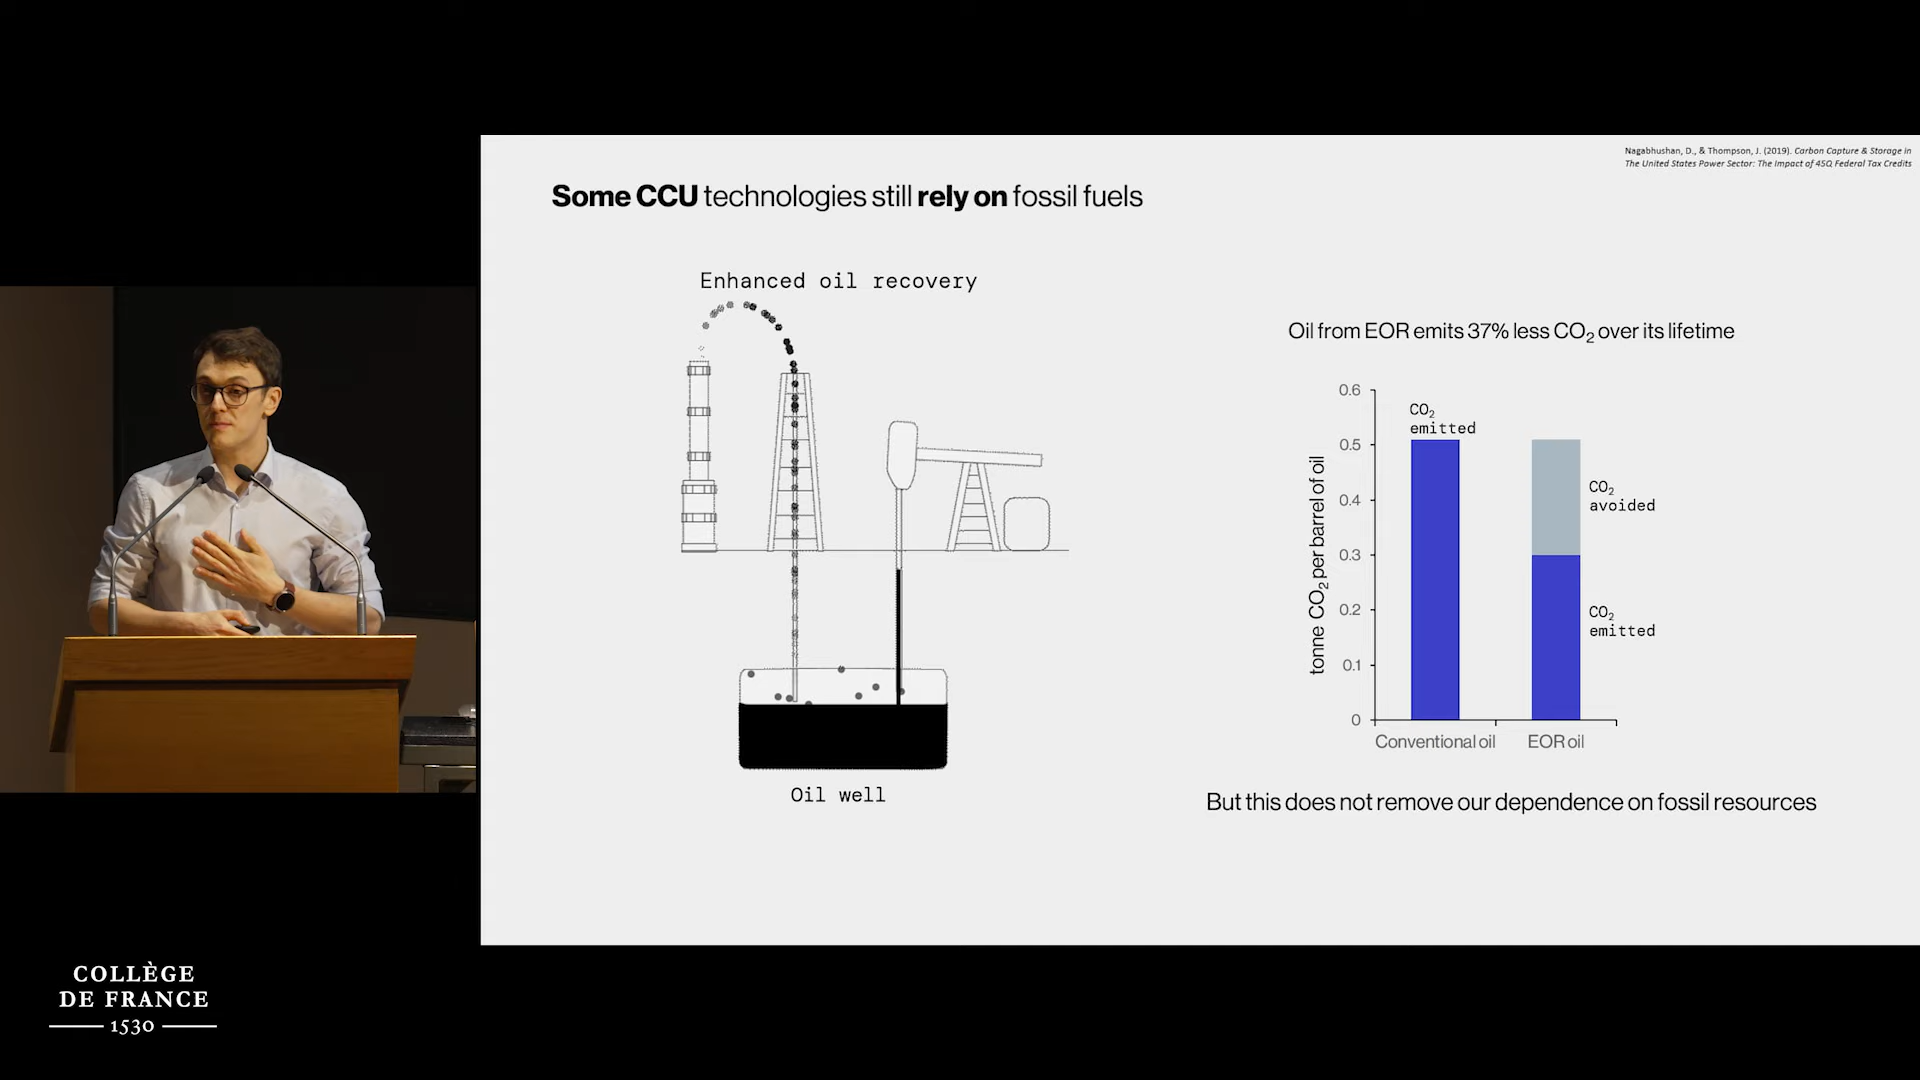 Nagabhushan, D., & Thompson, J. (2019). Carbon Capture & Storage in
The United States Power Sector: The Impact of 45Q Federal Tax Credits
Some CCU technologies still rely on fossil fuels
Enhanced oil recovery
Oil well
Oil from EOR emits 37% less CO₂ over its lifetime
tonne CO₂ per barrel of oil
0.6
0.5
0.4
0.3
0.2
0.1
0
CO₂
emitted
CO₂
avoided
CO₂
emitted
Conventional oil
EOR oil
But this does not remove our dependence on fossil resources
COLLÈGE
DE FRANCE
1530